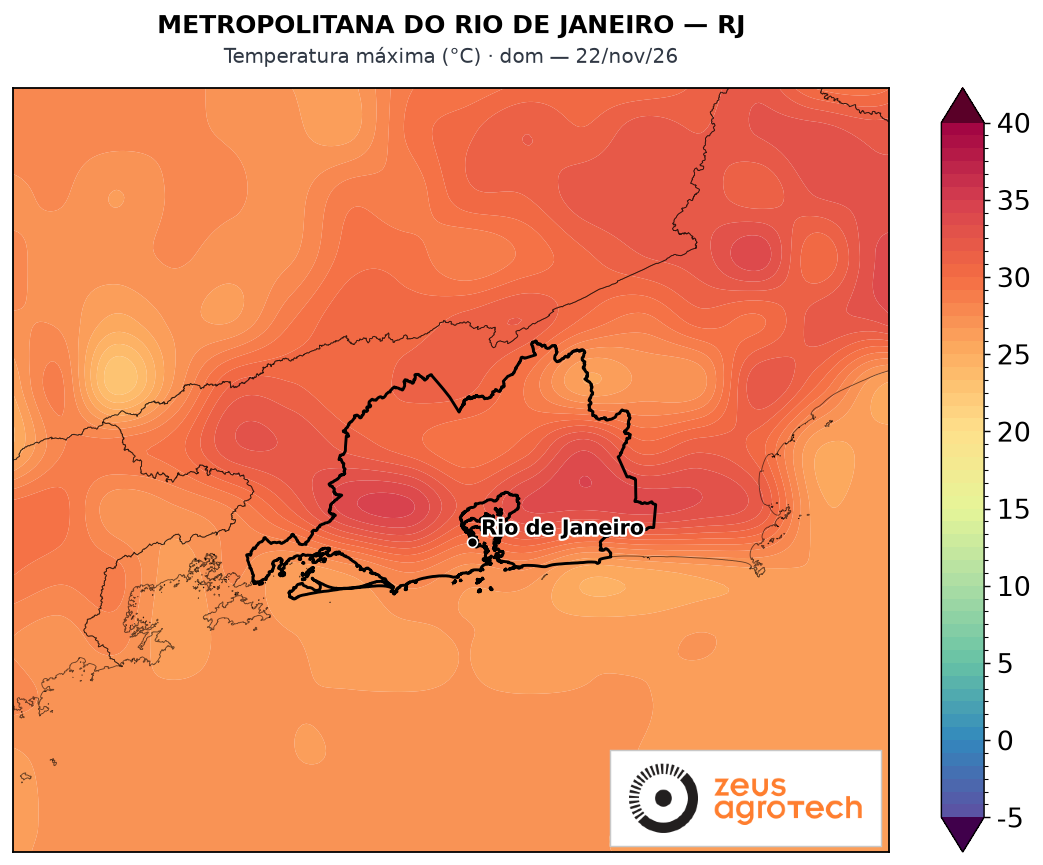 METROPOLITANA DO RIO DE JANEIRO — RJ
Temperatura máxima (°C) · dom — 22/nov/26
40
35
30
25
20
15
10
5
0
-5
Rio de Janeiro
zeus
agrotech